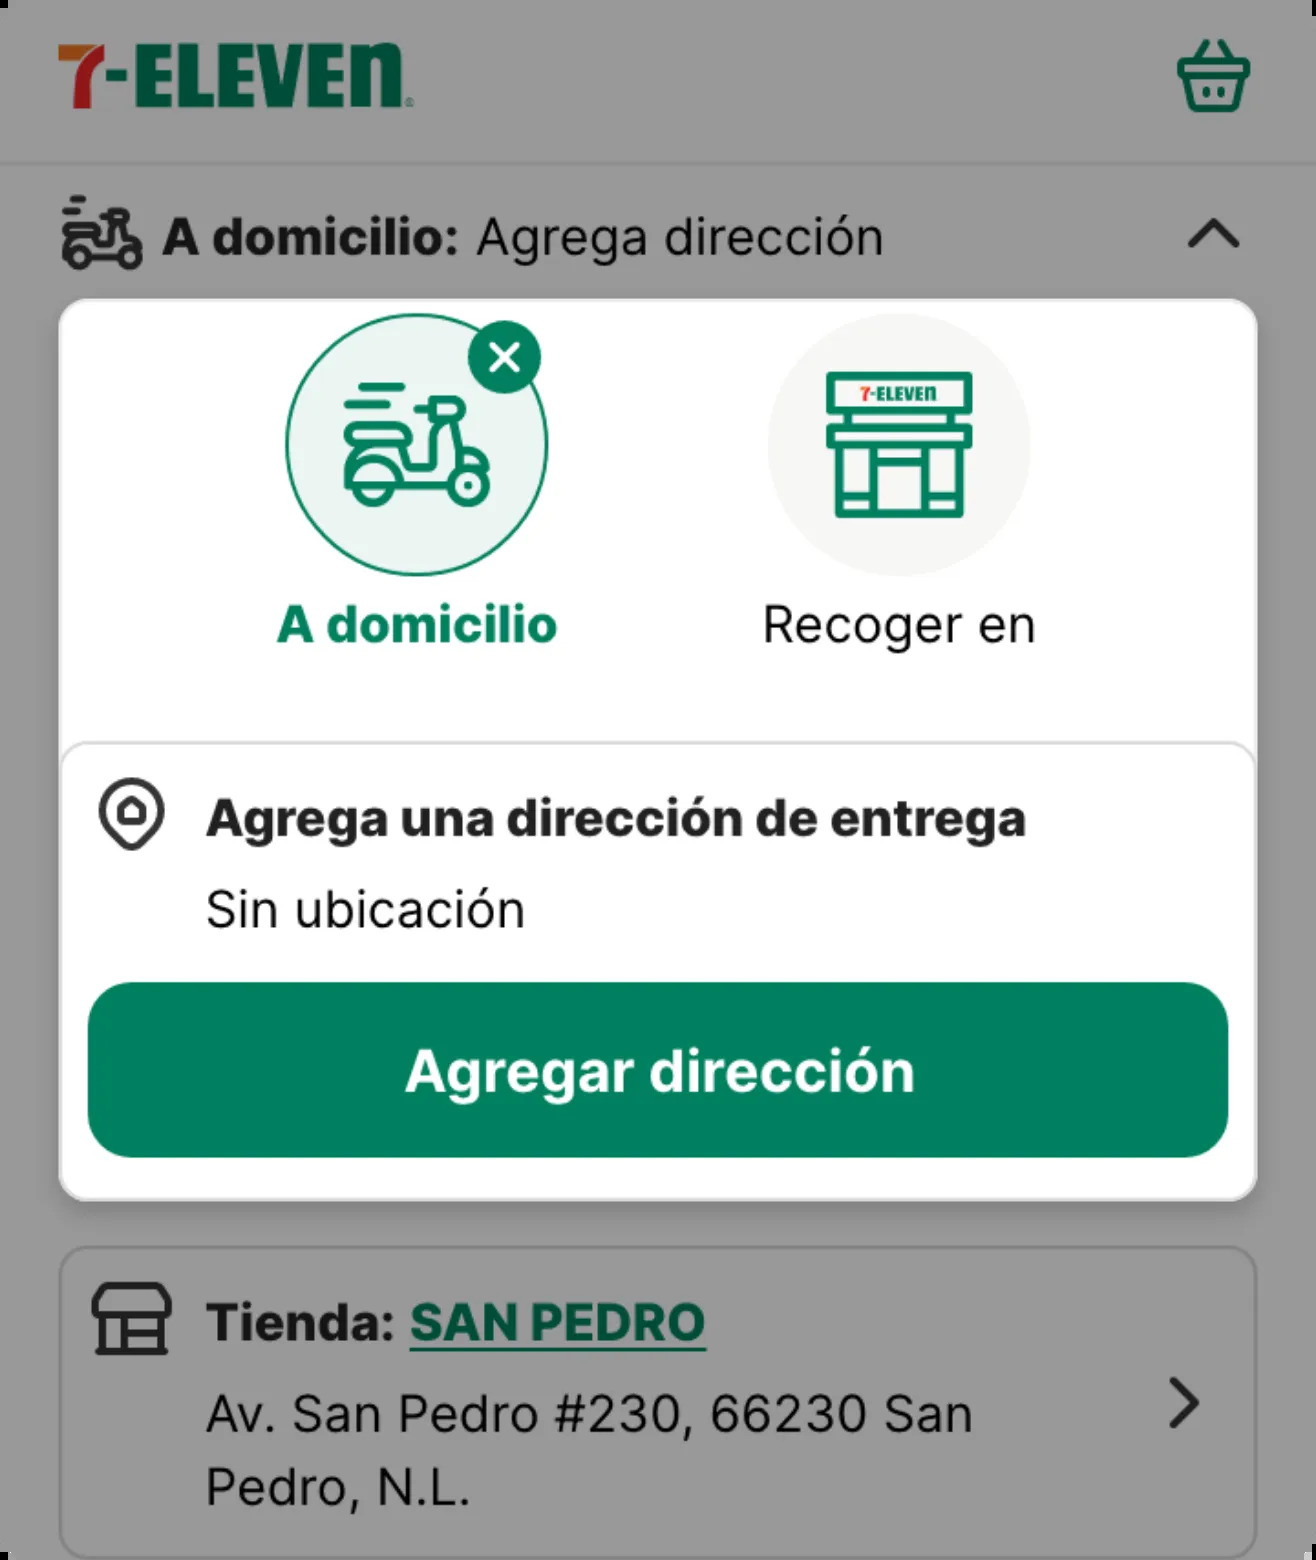 7-ELEVEn
A domicilio: Agrega dirección
7-ELEVEn
A domicilio
Recoger en
Agrega una dirección de entrega
Sin ubicación
Agregar dirección
Tienda: SAN PEDRO
Av. San Pedro #230, 66230 San
Pedro, N.L.